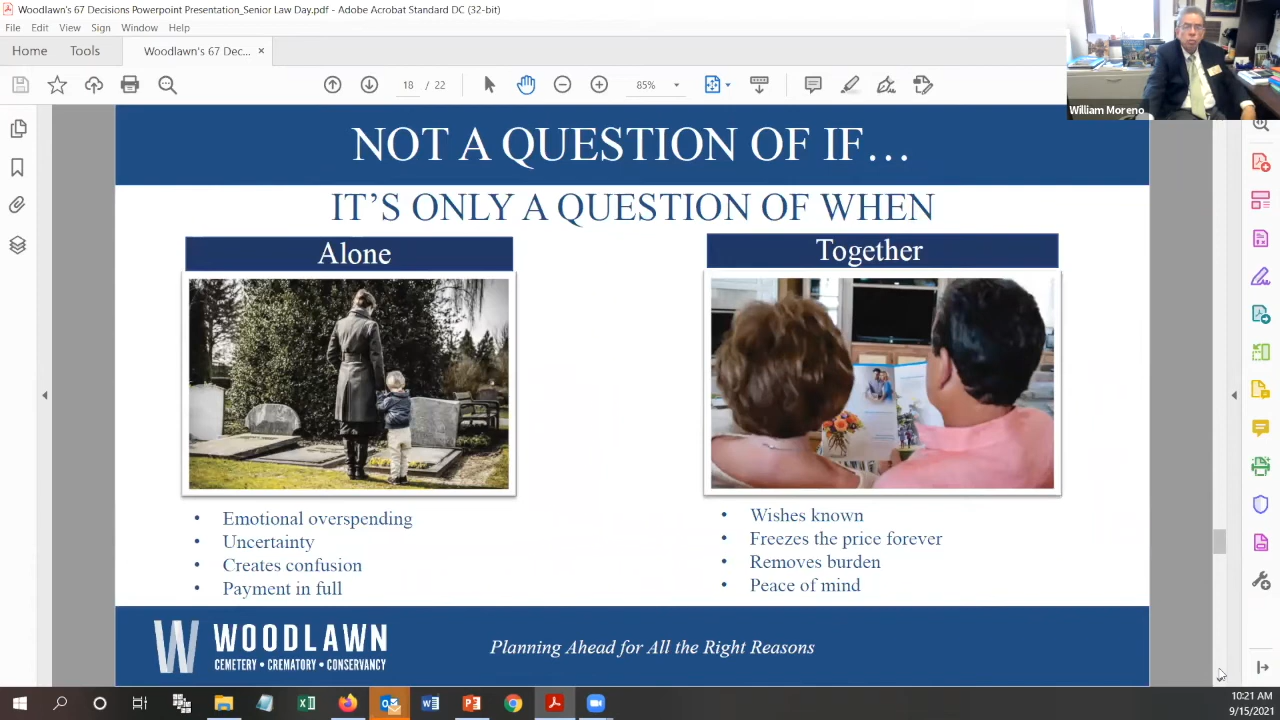 Woodlawn's 67 Decisions Powerpoint Presentation_Senior Law Day.pdf - Adobe Acrobat Standard DC (32-bit)
File Edit View Sign Window Help
Home Tools Woodlawn's 67 Dec... ×
/ 22 85%
William Moreno
NOT A QUESTION OF IF…
IT’S ONLY A QUESTION OF WHEN
Alone
Together
• Emotional overspending
• Uncertainty
• Creates confusion
• Payment in full
• Wishes known
• Freezes the price forever
• Removes burden
• Peace of mind
WOODLAWN
CEMETERY • CREMATORY • CONSERVANCY
Planning Ahead for All the Right Reasons
10:21 AM
9/15/2021